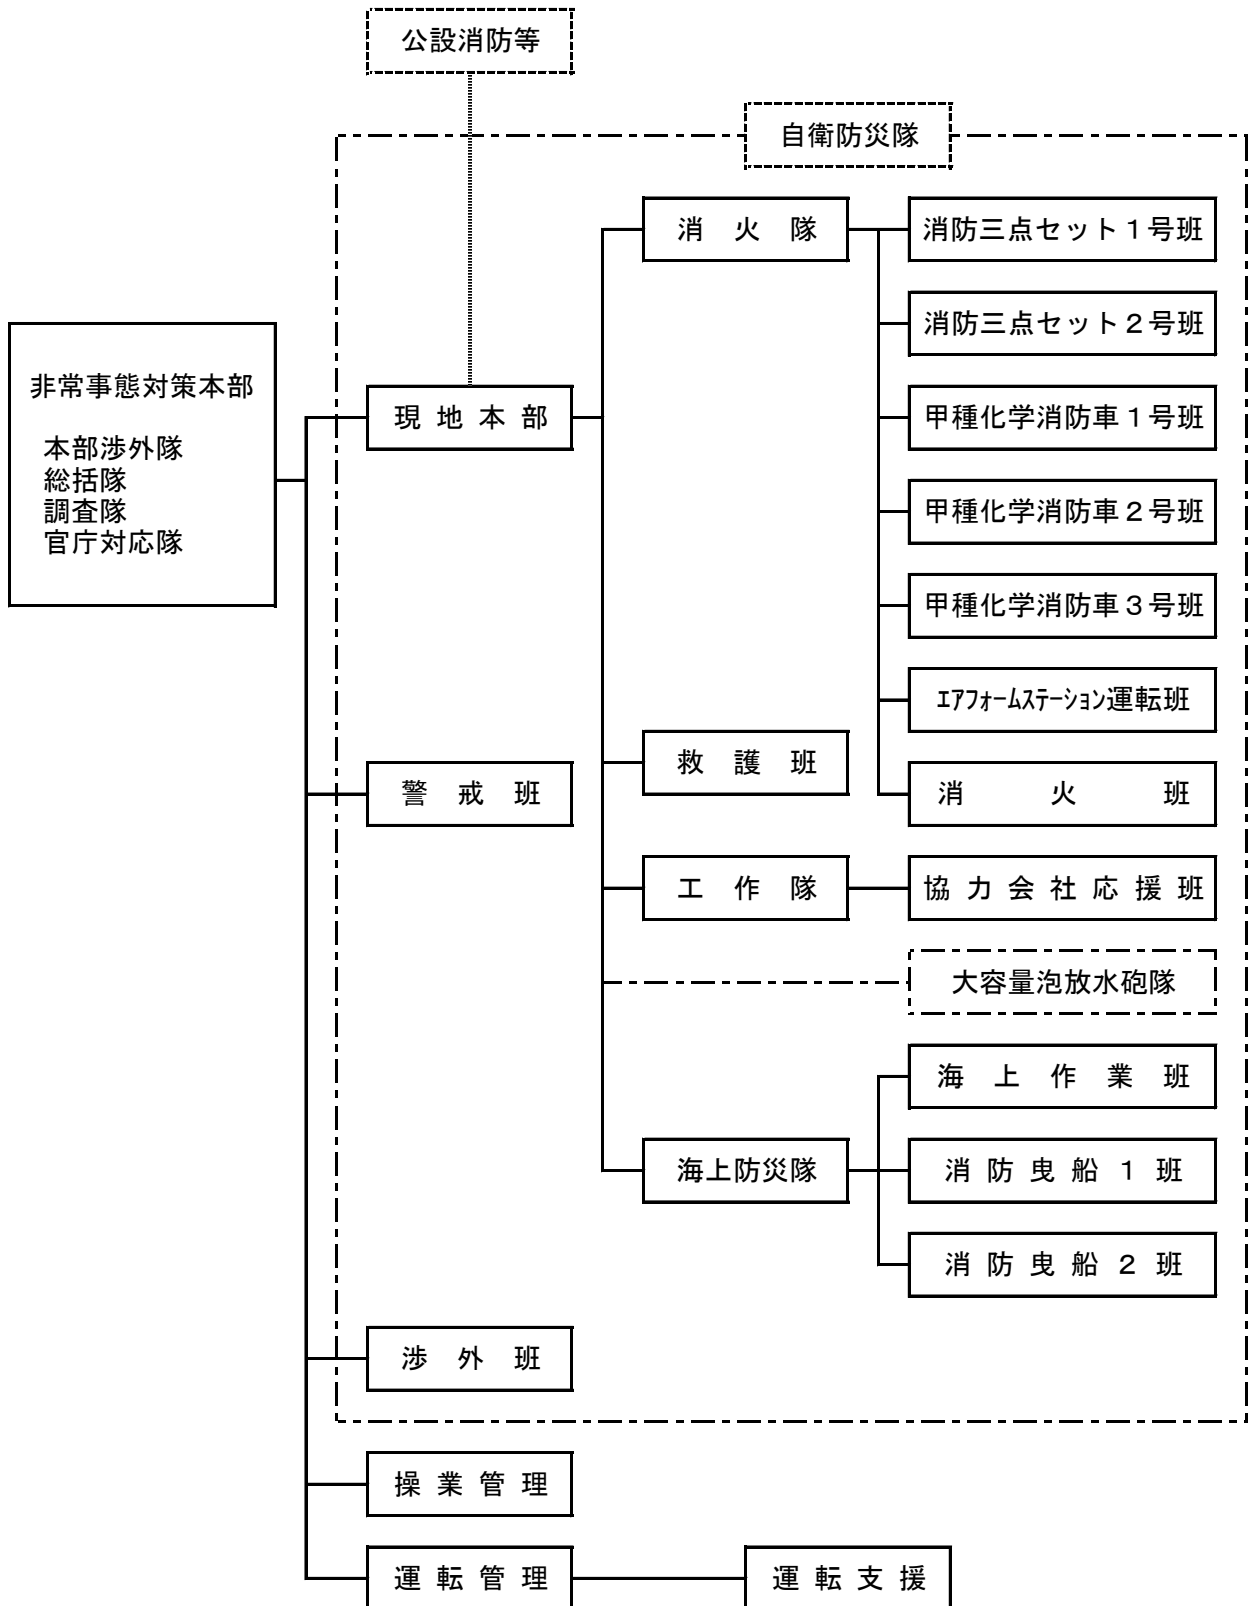 公設消防等
自衛防災隊
消火隊
消防三点セット１号班
消防三点セット２号班
非常事態対策本部
本部渉外隊
総括隊
調査隊
官庁対応隊
現地本部
甲種化学消防車１号班
甲種化学消防車２号班
甲種化学消防車３号班
ｴｱﾌｫｰﾑｽﾃｰｼｮﾝ運転班
救護班
警戒班
消火班
工作隊
協力会社応援班
大容量泡放水砲隊
海上作業班
海上防災隊
消防曳船１班
消防曳船２班
渉外班
操業管理
運転管理
運転支援